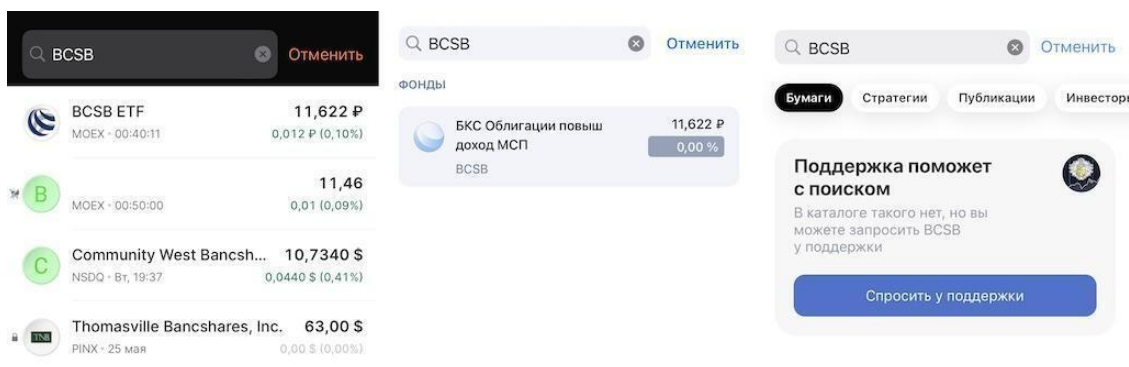 BCSB
Отменить
BCSB ETF
11,622 ₽
MOEX · 00:40:11
0,012 ₽ (0,10%)
B
11,46
MOEX · 00:50:00
0,01 (0,09%)
C
Community West Bancsh...
10,7340 $
NSDQ · Вт, 19:37
0,0440 $ (0,41%)
TNB
Thomasville Bancshares, Inc.
63,00 $
PINX · 25 мая
0,00 $ (0,00%)
BCSB
Отменить
ФОНДЫ
БКС Облигации повыш
доход МСП
11,622 ₽
0,00 %
BCSB
BCSB
Отменить
Бумаги
Стратегии
Публикации
Инвесторы
Поддержка поможет
с поиском
В каталоге такого нет, но вы
можете запросить BCSB
у поддержки
Спросить у поддержки